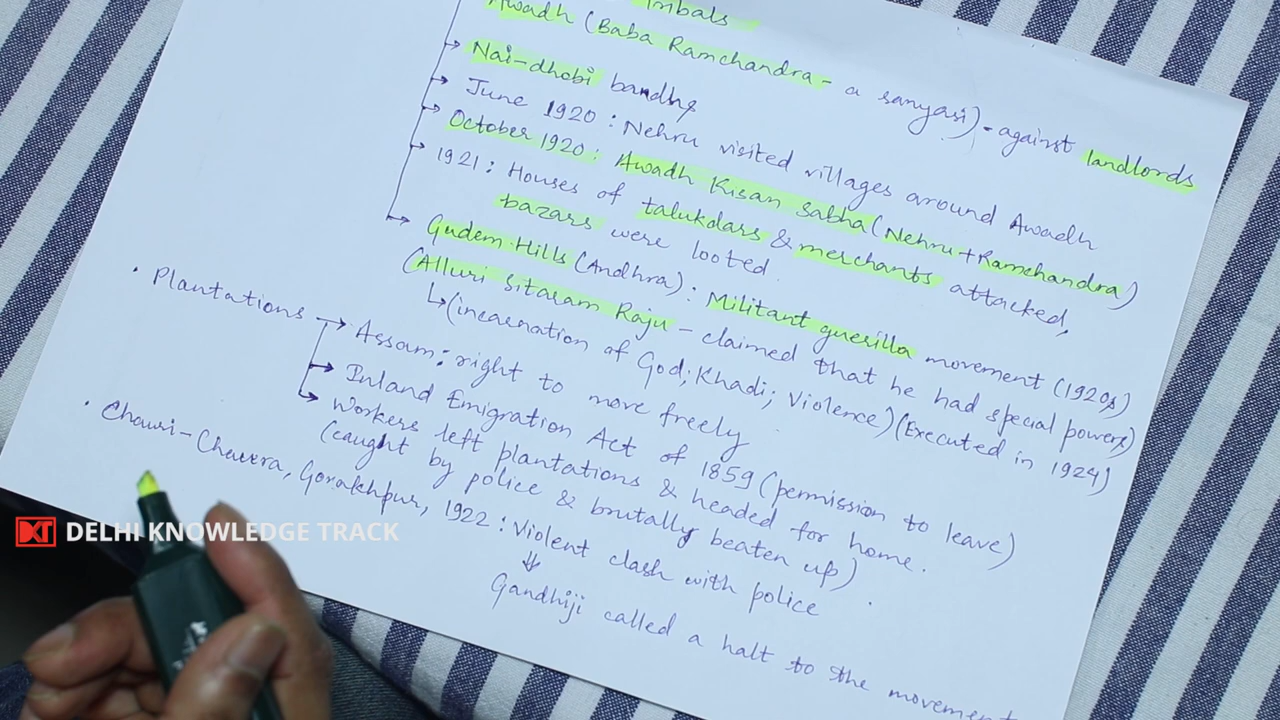 Tribals
Awadh (Baba Ramchandra - a sanyasi) - against landlords
Nai-dhobi bandhs
June 1920 : Nehru visited villages around Awadh
October 1920 : Awadh Kisan Sabha (Nehru + Ramchandra)
1921 : Houses of talukdars & merchants attacked,
bazars were looted.
Gudem Hills (Andhra) : Militant guerilla movement (1920s)
(Alluri Sitaram Raju - claimed that he had special powers)
(incarnation of God; Khadi; Violence) (Executed in 1924)
• Plantations
Assam : right to move freely
Inland Emigration Act of 1859 (permission to leave)
Workers left plantations & headed for home.
(caught by police & brutally beaten up)
• Chauri-Chaura, Gorakhpur, 1922 : Violent clash with police
Gandhiji called a halt to the movement
DKT DELHI KNOWLEDGE TRACK